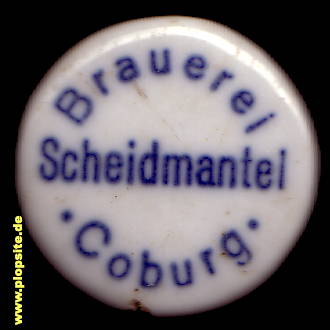 Brauerei
Scheidmantel
· Coburg ·
www.plopsite.de